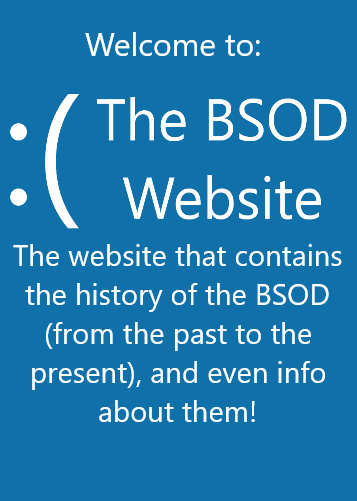 Welcome to:
:( The BSOD
Website
The website that contains
the history of the BSOD
(from the past to the
present), and even info
about them!